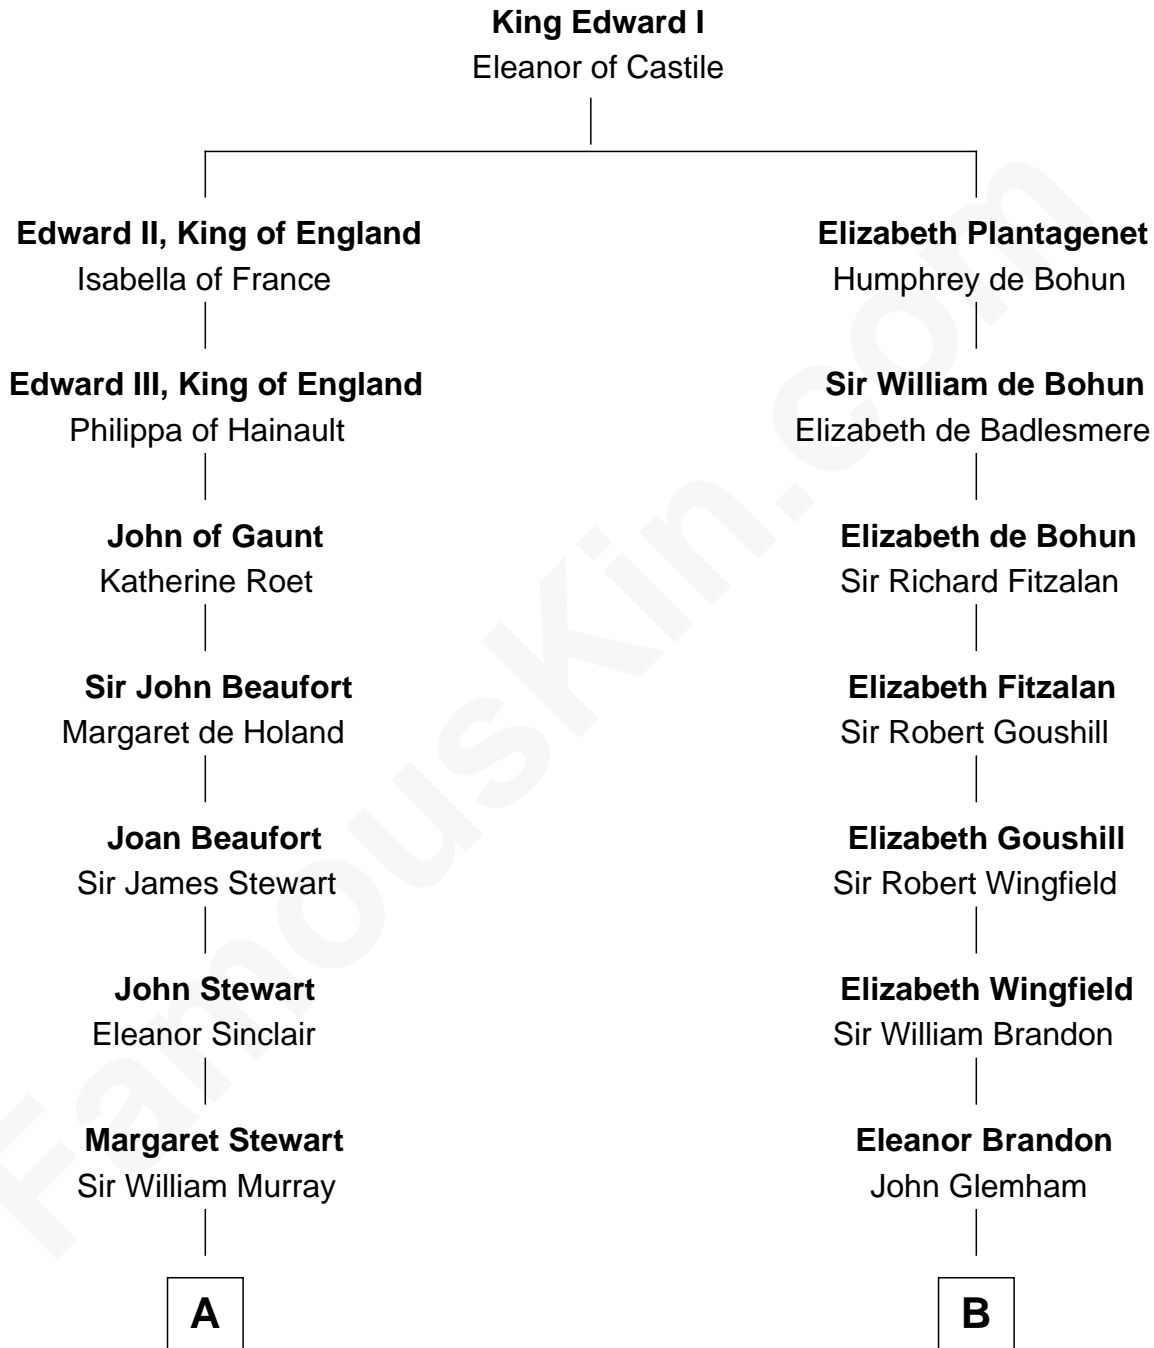 King Edward I
Eleanor of Castile
Edward II, King of England
Isabella of France
Elizabeth Plantagenet
Humphrey de Bohun
Edward III, King of England
Philippa of Hainault
Sir William de Bohun
Elizabeth de Badlesmere
John of Gaunt
Katherine Roet
Elizabeth de Bohun
Sir Richard Fitzalan
Sir John Beaufort
Margaret de Holand
Elizabeth Fitzalan
Sir Robert Goushill
Joan Beaufort
Sir James Stewart
Elizabeth Goushill
Sir Robert Wingfield
John Stewart
Eleanor Sinclair
Elizabeth Wingfield
Sir William Brandon
Margaret Stewart
Sir William Murray
Eleanor Brandon
John Glemham
A
B
FamousKin.com